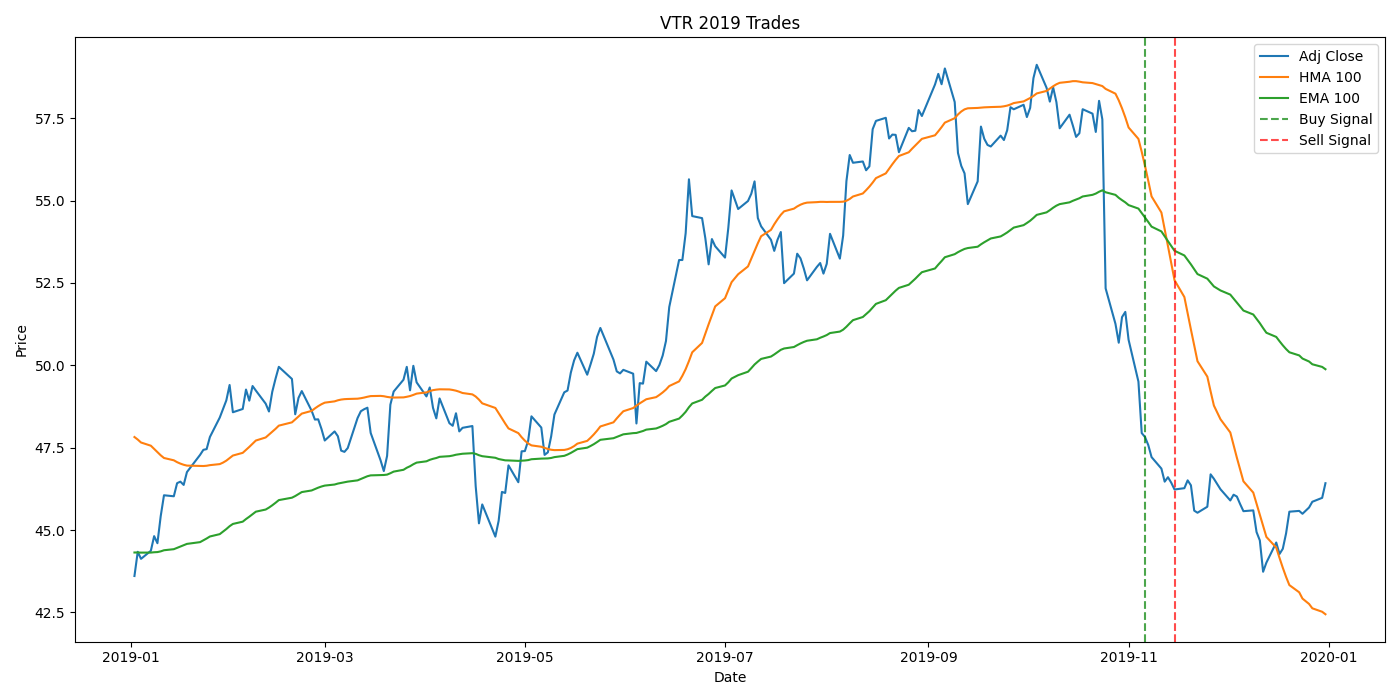 VTR 2019 Trades
Adj Close
HMA 100
EMA 100
Buy Signal
Sell Signal
Price
57.5
55.0
52.5
50.0
47.5
45.0
42.5
2019-01
2019-03
2019-05
2019-07
2019-09
2019-11
2020-01
Date